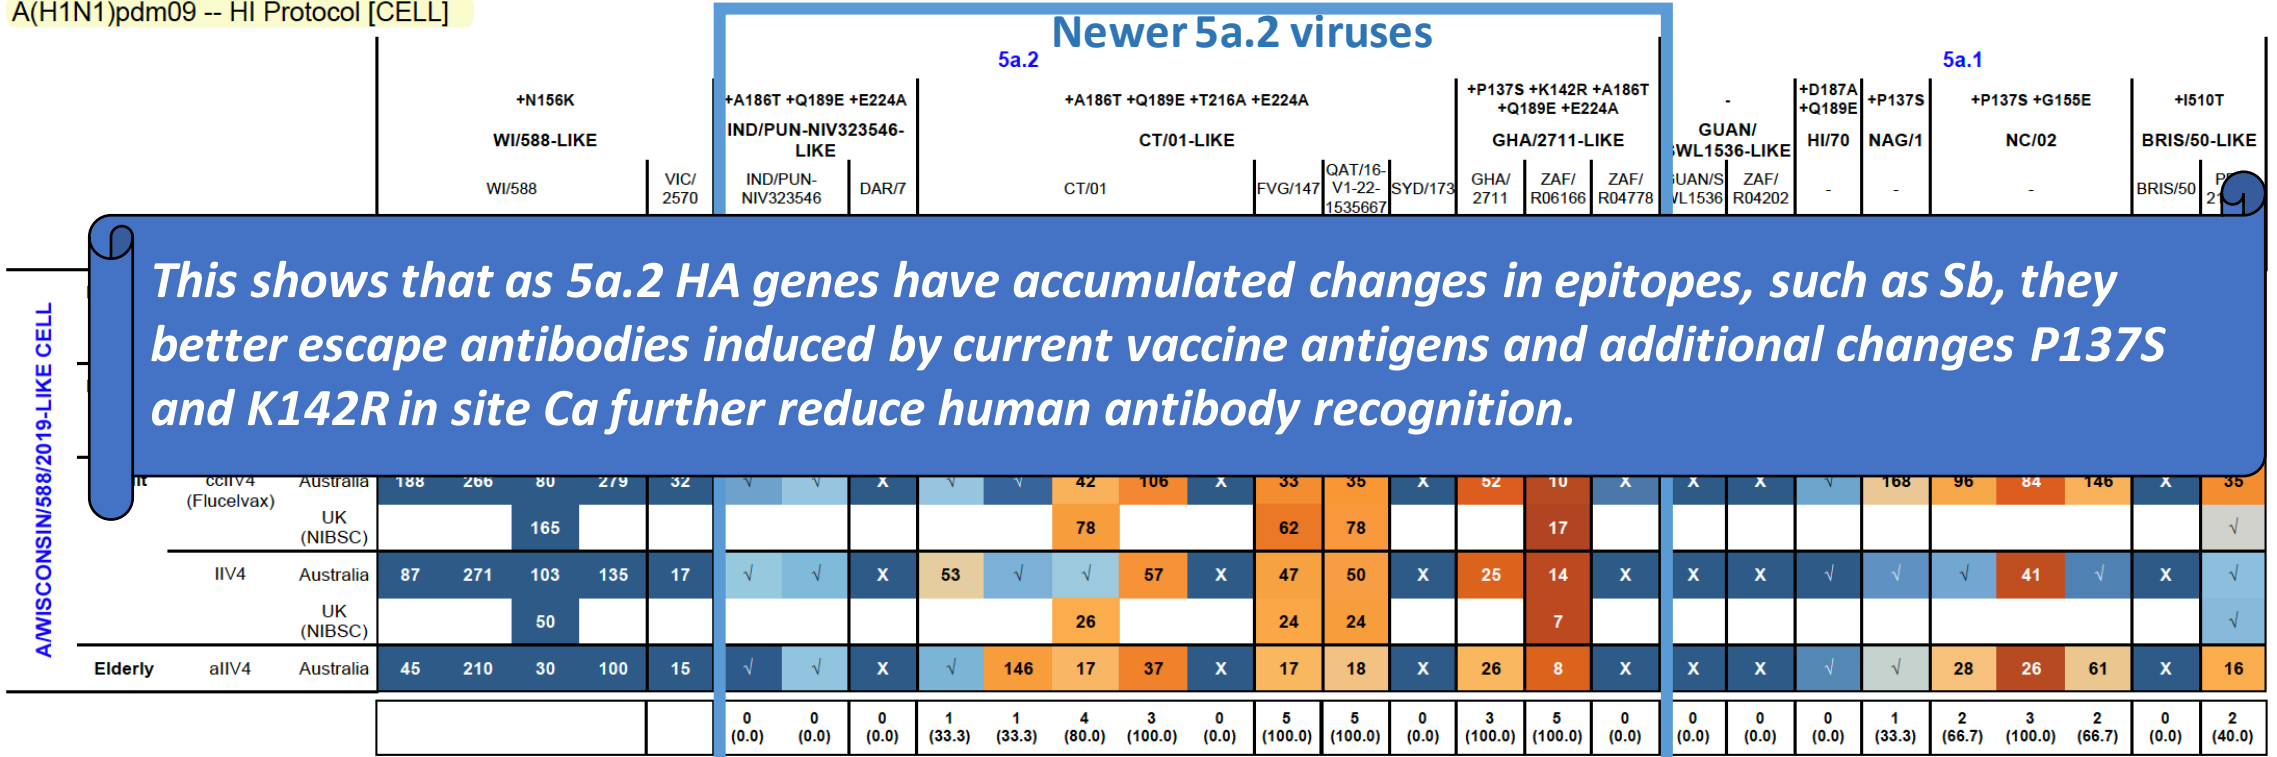 A(H1N1)pdm09 -- HI Protocol [CELL]
Newer 5a.2 viruses
5a.2
5a.1
+N156K
+A186T +Q189E +E224A
+A186T +Q189E +T216A +E224A
+P137S +K142R +A186T
+Q189E +E224A
-
+D187A
+Q189E
+P137S
+P137S +G155E
+I510T
WI/588-LIKE
IND/PUN-NIV323546-
LIKE
CT/01-LIKE
GHA/2711-LIKE
GUAN/
SWL1536-LIKE
HI/70
NAG/1
NC/02
BRIS/50-LIKE
WI/588
VIC/
2570
IND/PUN-
NIV323546
DAR/7
CT/01
FVG/147
QAT/16-
V1-22-
1535667
SYD/173
GHA/
2711
ZAF/
R06166
ZAF/
R04778
GUAN/S
WL1536
ZAF/
R04202
-
-
-
BRIS/50
This shows that as 5a.2 HA genes have accumulated changes in epitopes, such as Sb, they
better escape antibodies induced by current vaccine antigens and additional changes P137S
and K142R in site Ca further reduce human antibody recognition.
A/WISCONSIN/588/2019-LIKE CELL
ccIIV4 Australia 188 266 80 279 32 √ √ X √ √ 42 106 X 33 35 X 52 10 X X X √ 168 96 84 146 X 35
(Flucelvax)
UK
(NIBSC) 165 78 62 78 17 √
IIV4 Australia 87 271 103 135 17 √ √ X 53 √ √ 57 X 47 50 X 25 14 X X X √ √ √ 41 √ X √
UK
(NIBSC) 50 26 24 24 7 √
Elderly aIIV4 Australia 45 210 30 100 15 √ √ X √ 146 17 37 X 17 18 X 26 8 X X X √ √ 28 26 61 X 16
0 0 0 1 1 4 3 0 5 5 0 3 5 0 0 0 0 1 2 3 2 0 2
(0.0) (0.0) (0.0) (33.3) (33.3) (80.0) (100.0) (0.0) (100.0) (100.0) (0.0) (100.0) (100.0) (0.0) (0.0) (0.0) (0.0) (33.3) (66.7) (100.0) (66.7) (0.0) (40.0)